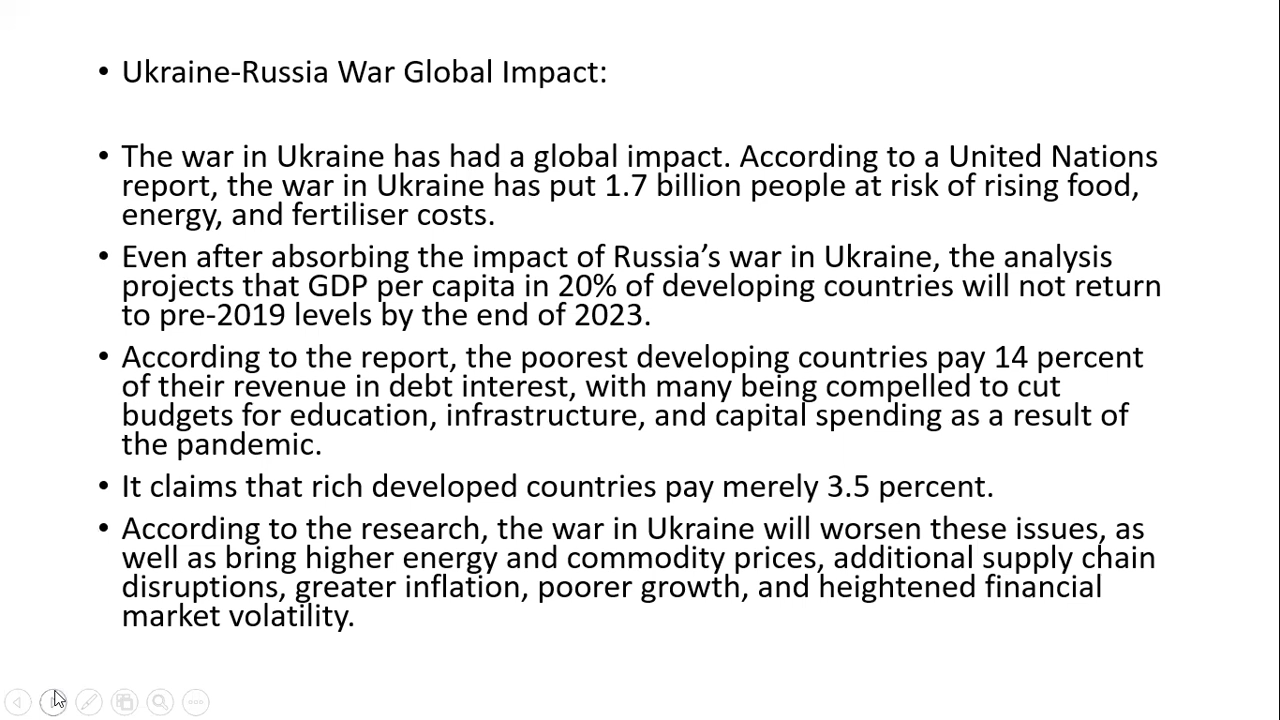 • Ukraine-Russia War Global Impact:
• The war in Ukraine has had a global impact. According to a United Nations
report, the war in Ukraine has put 1.7 billion people at risk of rising food,
energy, and fertiliser costs.
• Even after absorbing the impact of Russia’s war in Ukraine, the analysis
projects that GDP per capita in 20% of developing countries will not return
to pre-2019 levels by the end of 2023.
• According to the report, the poorest developing countries pay 14 percent
of their revenue in debt interest, with many being compelled to cut
budgets for education, infrastructure, and capital spending as a result of
the pandemic.
• It claims that rich developed countries pay merely 3.5 percent.
• According to the research, the war in Ukraine will worsen these issues, as
well as bring higher energy and commodity prices, additional supply chain
disruptions, greater inflation, poorer growth, and heightened financial
market volatility.